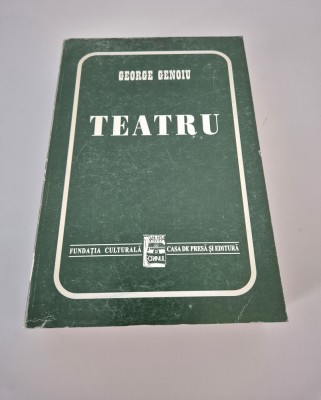 GEORGE GENOIU
TEATRU
FUNDAȚIA CULTURALĂ
CASA DE PRESĂ ȘI EDITURĂ